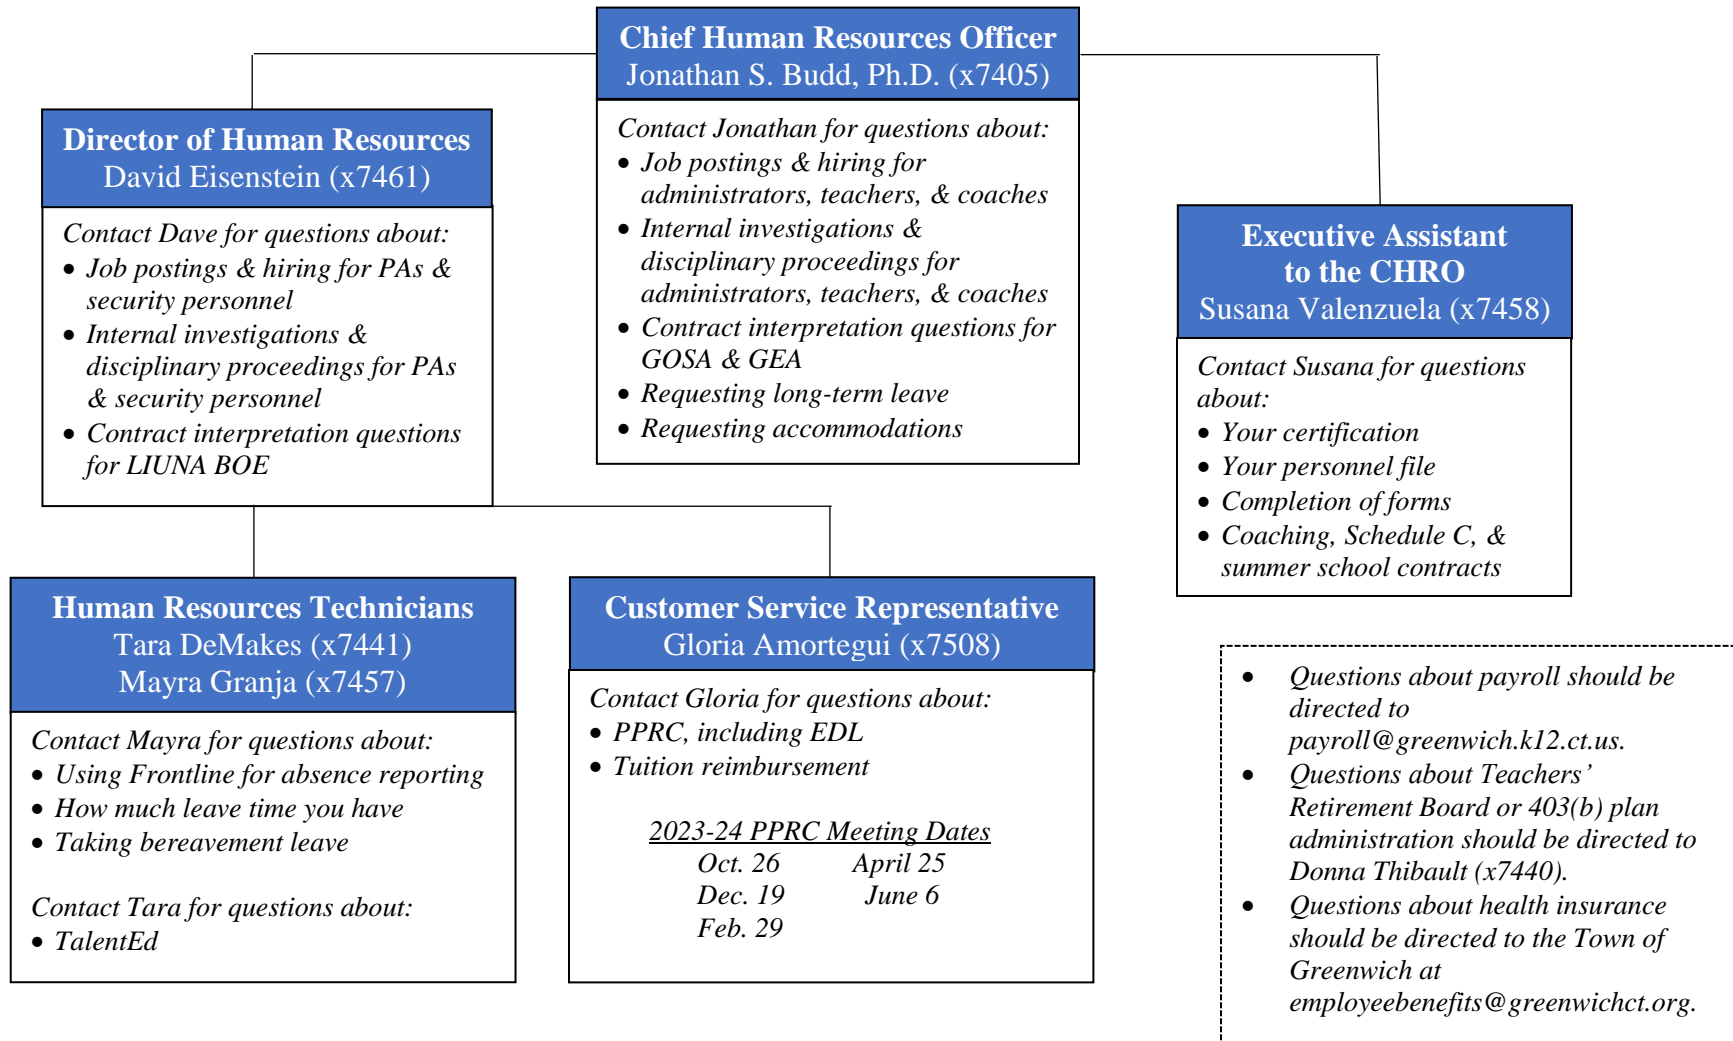 Chief Human Resources Officer
Jonathan S. Budd, Ph.D. (x7405)
Contact Jonathan for questions about:
• Job postings & hiring for
administrators, teachers, & coaches
• Internal investigations &
disciplinary proceedings for
administrators, teachers, & coaches
• Contract interpretation questions for
GOSA & GEA
• Requesting long-term leave
• Requesting accommodations
Director of Human Resources
David Eisenstein (x7461)
Contact Dave for questions about:
• Job postings & hiring for PAs &
security personnel
• Internal investigations &
disciplinary proceedings for PAs
& security personnel
• Contract interpretation questions
for LIUNA BOE
Executive Assistant
to the CHRO
Susana Valenzuela (x7458)
Contact Susana for questions
about:
• Your certification
• Your personnel file
• Completion of forms
• Coaching, Schedule C, &
summer school contracts
Human Resources Technicians
Tara DeMakes (x7441)
Mayra Granja (x7457)
Contact Mayra for questions about:
• Using Frontline for absence reporting
• How much leave time you have
• Taking bereavement leave
Contact Tara for questions about:
• TalentEd
Customer Service Representative
Gloria Amortegui (x7508)
Contact Gloria for questions about:
• PPRC, including EDL
• Tuition reimbursement
2023-24 PPRC Meeting Dates
Oct. 26 April 25
Dec. 19 June 6
Feb. 29
• Questions about payroll should be
directed to
payroll@greenwich.k12.ct.us.
• Questions about Teachers’
Retirement Board or 403(b) plan
administration should be directed to
Donna Thibault (x7440).
• Questions about health insurance
should be directed to the Town of
Greenwich at
employeebenefits@greenwichct.org.